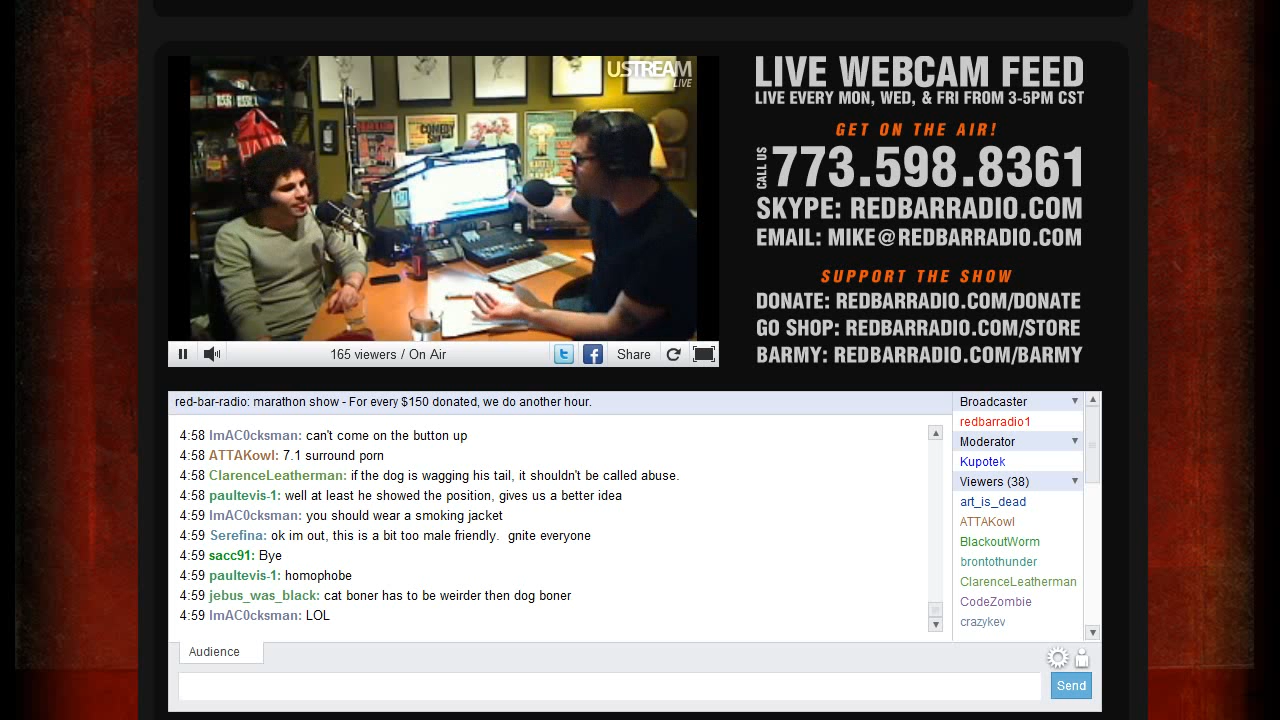 USTREAM
LIVE
LIVE WEBCAM FEED
LIVE EVERY MON, WED, & FRI FROM 3-5PM CST
GET ON THE AIR!
CALL US 773.598.8361
SKYPE: REDBARRADIO.COM
EMAIL: MIKE@REDBARRADIO.COM
SUPPORT THE SHOW
DONATE: REDBARRADIO.COM/DONATE
GO SHOP: REDBARRADIO.COM/STORE
BARMY: REDBARRADIO.COM/BARMY
COMEDY
165 viewers / On Air
Share
red-bar-radio: marathon show - For every $150 donated, we do another hour.
4:58 ImAC0cksman: can't come on the button up
4:58 ATTAKowl: 7.1 surround porn
4:58 ClarenceLeatherman: if the dog is wagging his tail, it shouldn't be called abuse.
4:58 paultevis-1: well at least he showed the position, gives us a better idea
4:59 ImAC0cksman: you should wear a smoking jacket
4:59 Serefina: ok im out, this is a bit too male friendly.  gnite everyone
4:59 sacc91: Bye
4:59 paultevis-1: homophobe
4:59 jebus_was_black: cat boner has to be weirder then dog boner
4:59 ImAC0cksman: LOL
Broadcaster
redbarradio1
Moderator
Kupotek
Viewers (38)
art_is_dead
ATTAKowl
BlackoutWorm
brontothunder
ClarenceLeatherman
CodeZombie
crazykev
Audience
Send